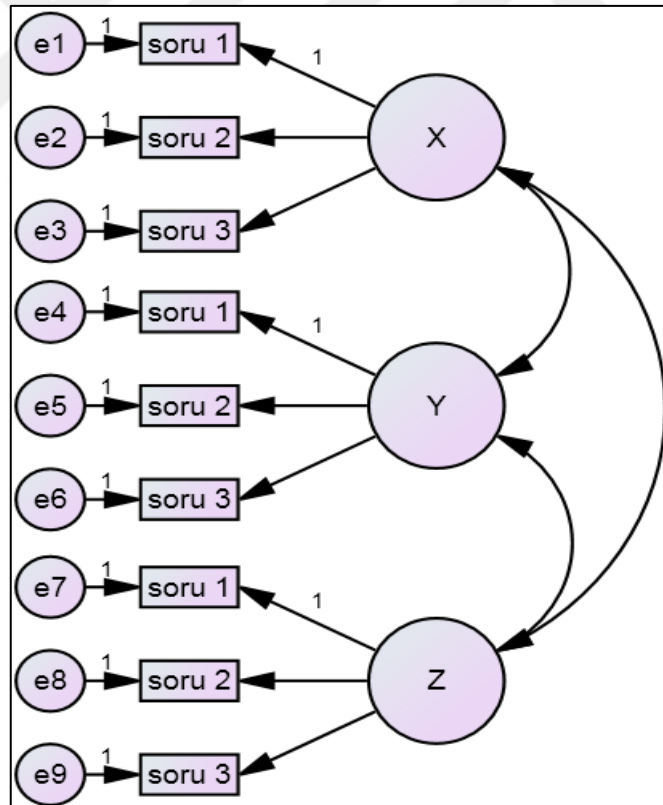 e1 1 soru 1 1
e2 1 soru 2 X
e3 1 soru 3
e4 1 soru 1 1
e5 1 soru 2 Y
e6 1 soru 3
e7 1 soru 1 1
e8 1 soru 2 Z
e9 1 soru 3